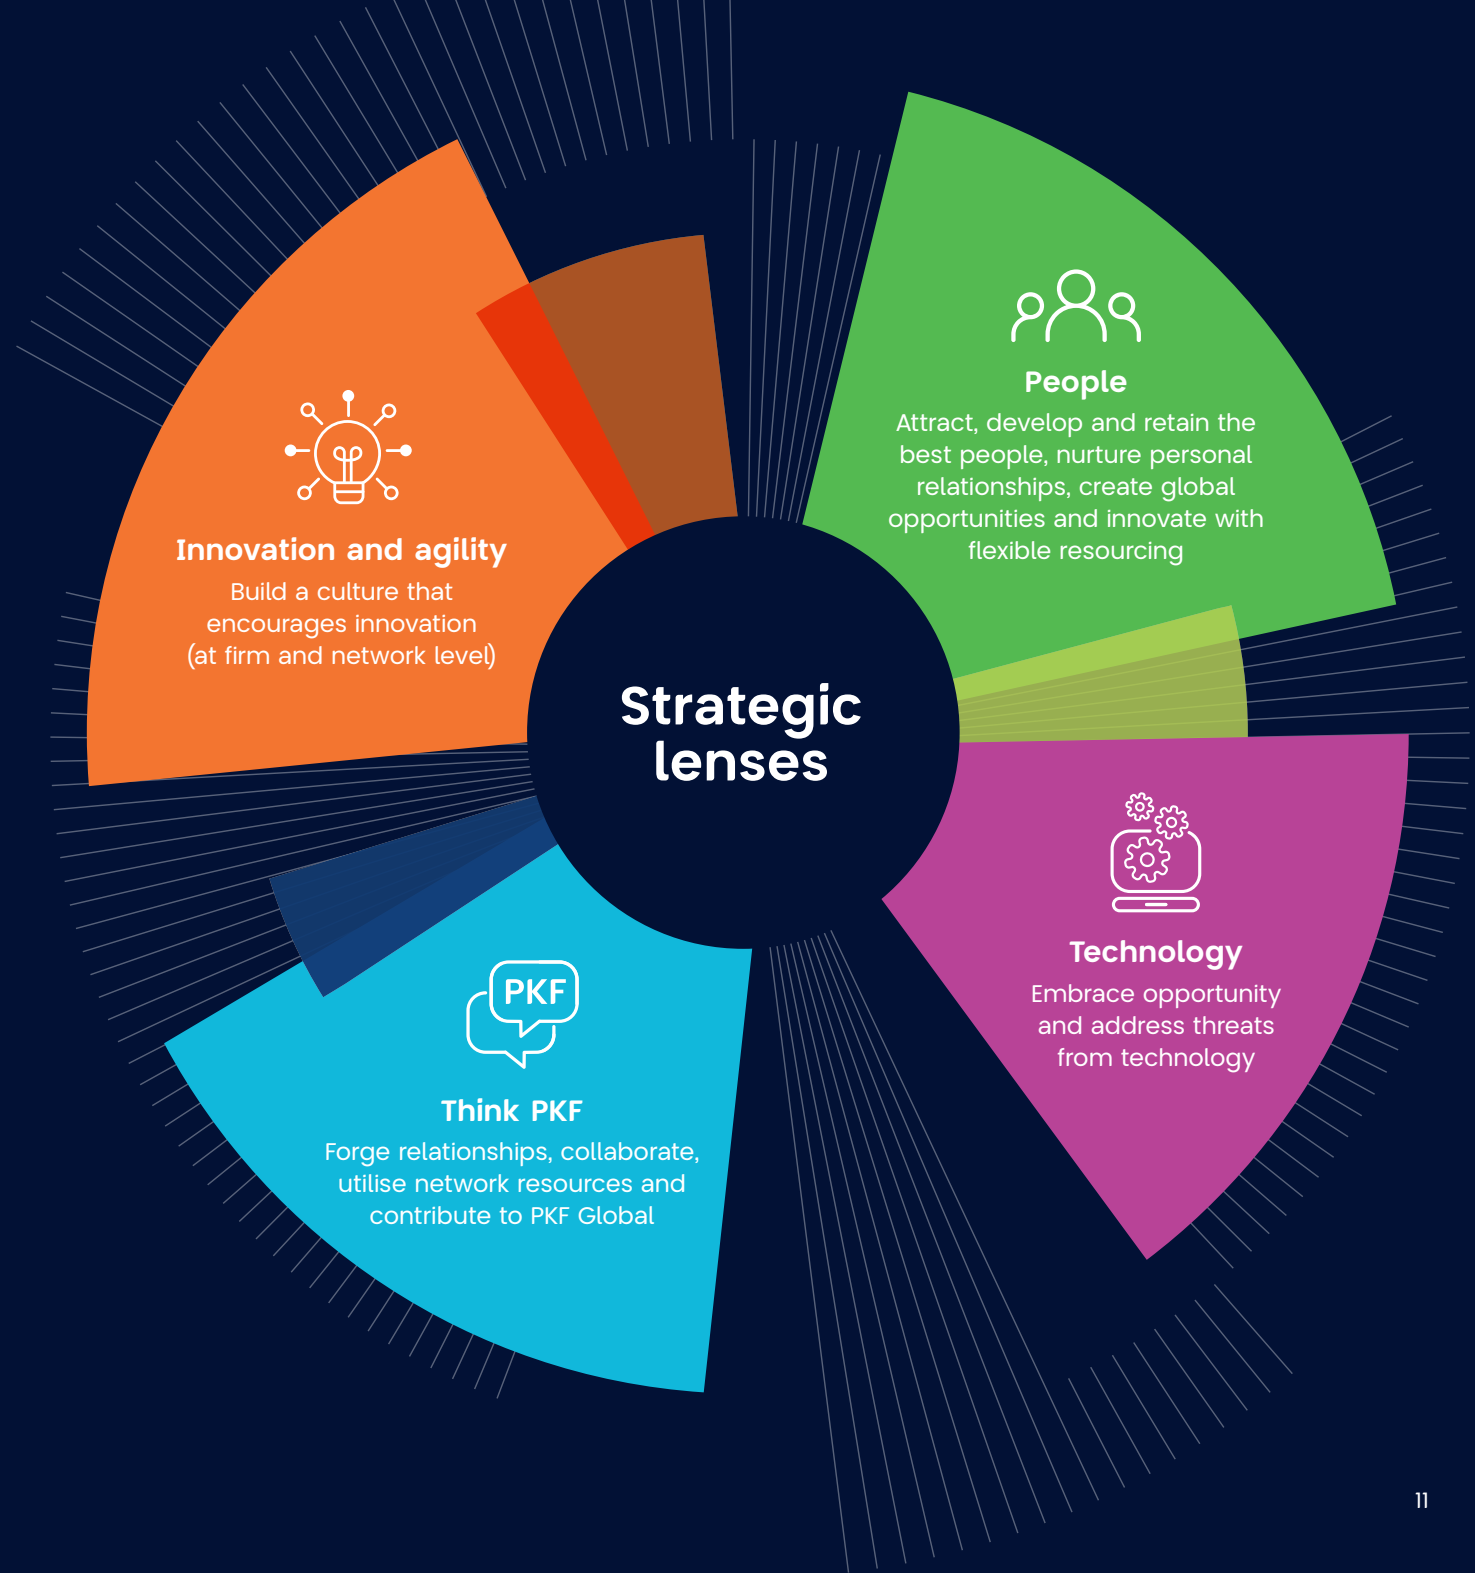 Strategic
lenses
People
Attract, develop and retain the
best people, nurture personal
relationships, create global
opportunities and innovate with
flexible resourcing
Technology
Embrace opportunity
and address threats
from technology
PKF
Think PKF
Forge relationships, collaborate,
utilise network resources and
contribute to PKF Global
Innovation and agility
Build a culture that
encourages innovation
(at firm and network level)
11